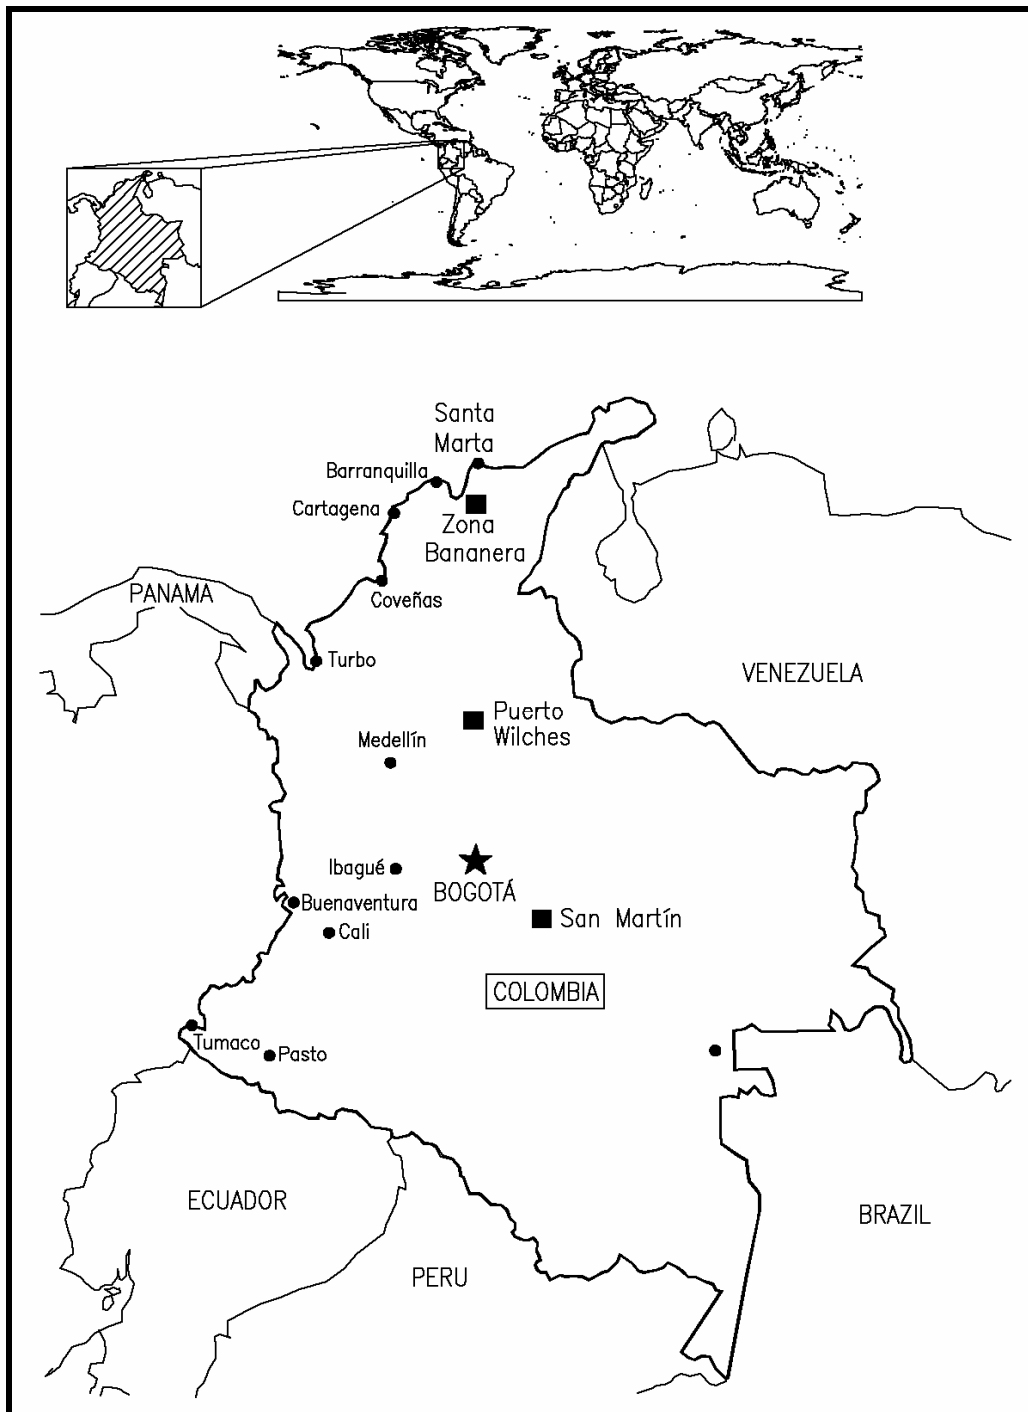 Santa
Marta
Barranquilla
Cartagena
Zona
Bananera
Coveñas
PANAMA
Turbo
VENEZUELA
Puerto
Wilches
Medellín
Ibagué
BOGOTÁ
Buenaventura
San Martín
Cali
COLOMBIA
Tumaco
Pasto
ECUADOR
BRAZIL
PERU